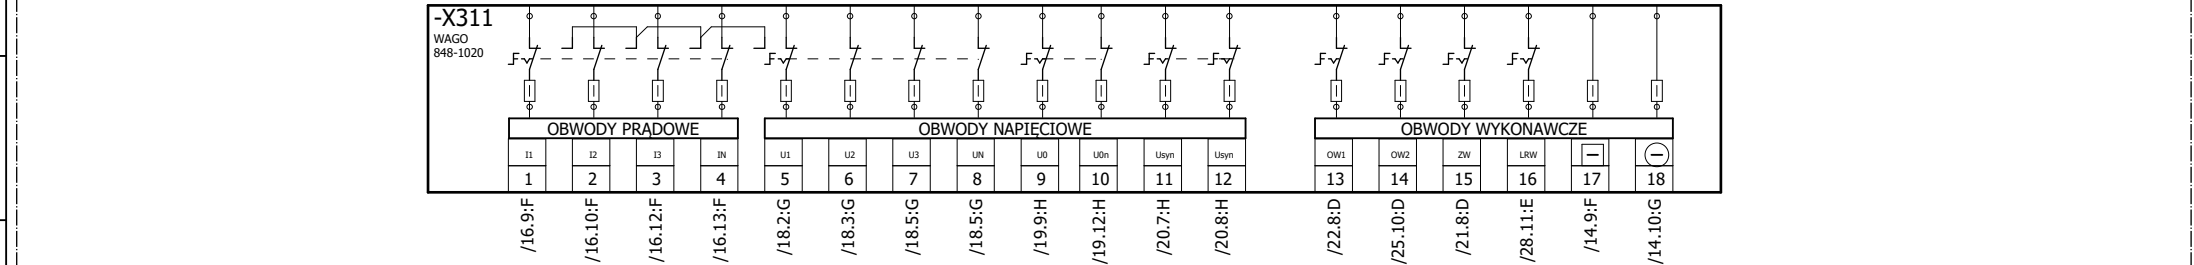 -X311
WAGO
848-1020
OBWODY PRĄDOWE OBWODY NAPIĘCIOWE OBWODY WYKONAWCZE
I1 I2 I3 IN U1 U2 U3 UN U0 U0n Usyn Usyn OW1 OW2 ZW LRW
1 2 3 4 5 6 7 8 9 10 11 12 13 14 15 16 17 18
/16.9:F
/16.10:F
/16.12:F
/16.13:F
/18.2:G
/18.3:G
/18.5:G
/18.5:G
/19.9:H
/19.12:H
/20.7:H
/20.8:H
/22.8:D
/25.10:D
/21.8:D
/28.11:E
/14.9:F
/14.10:G